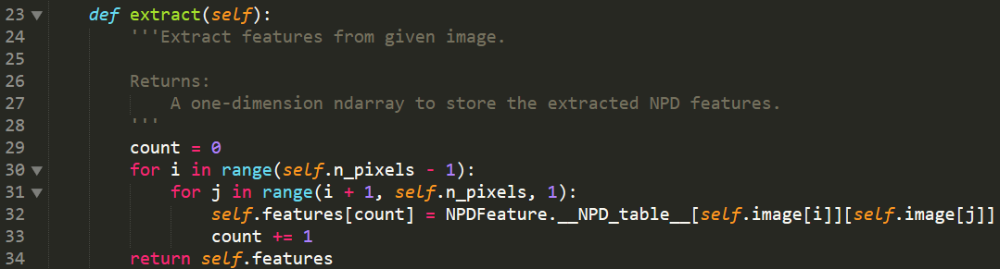 23 def extract(self):
24 '''Extract features from given image.
25
26 Returns:
27 A one-dimension ndarray to store the extracted NPD features.
28 '''
29 count = 0
30 for i in range(self.n_pixels - 1):
31 for j in range(i + 1, self.n_pixels, 1):
32 self.features[count] = NPDFeature.__NPD_table__[self.image[i]][self.image[j]]
33 count += 1
34 return self.features